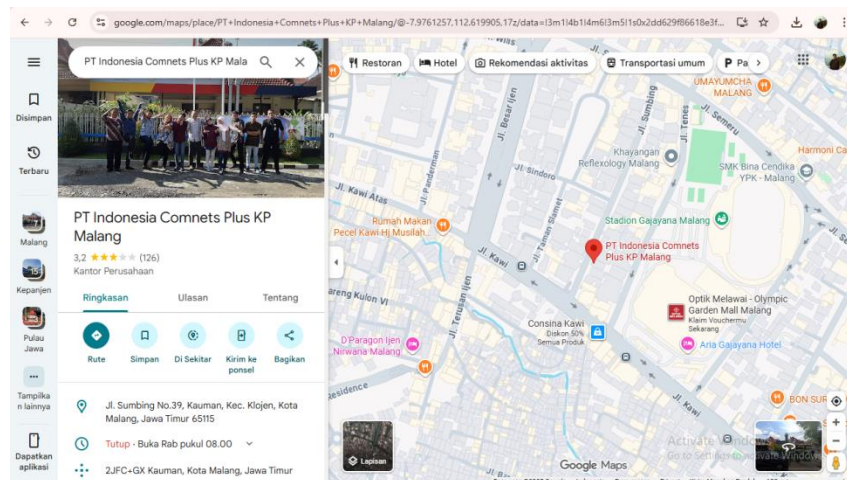 google.com/maps/place/PT+Indonesia+Comnets+Plus+KP+Malang/@-7.9761257,112.619905,17z/data=!3m1!4b1!4m6!3m5!1s0x2dd629f86618e3f...
PT Indonesia Comnets Plus KP Mala
Disimpan
Terbaru
Malang
Kepanjen
Pulau
Jawa
Tampilka
n lainnya
Dapatkan
aplikasi
PT Indonesia Comnets Plus KP
Malang
3,2 (126)
Kantor Perusahaan
Ringkasan
Ulasan
Tentang
Rute
Simpan
Di Sekitar
Kirim ke
ponsel
Bagikan
Jl. Sumbing No.39, Kauman, Kec. Klojen, Kota
Malang, Jawa Timur 65115
Tutup · Buka Rab pukul 08.00
2JFC+GX Kauman, Kota Malang, Jawa Timur
Restoran
Hotel
Rekomendasi aktivitas
Transportasi umum
P Pa
UMAYUMCHA
MALANG
Jl. Besar Ijen
Jl. Sumbing
Jl. Tenes
Jl. Semeru
Harmoni Ca
Khayangan
Reflexology Malang
SMK Bina Cendika
YPK - Malang
Jl. Sindoro
Jl. Panderman
Jl. Kawi Atas
Jl. Taman Slamet
Rumah Makan
Pecel Kawi Hj Musilah..
Stadion Gajayana Malang
PT Indonesia Comnets
Plus KP Malang
Jl. Kawi
areng Kulon VI
Jl. Terusan Ijen
Optik Melawai - Olympic
Garden Mall Malang
Klaim Vouchermu
Sekarang
Consina Kawi
Diskon 50%
Semua Produk
D'Paragon Ijen
Nirwana Malang
Aria Gajayana Hotel
Jl. Kawi
BON SUR
Lapisan
Google Maps
Activate Windows
Go to Settings to activate Windows